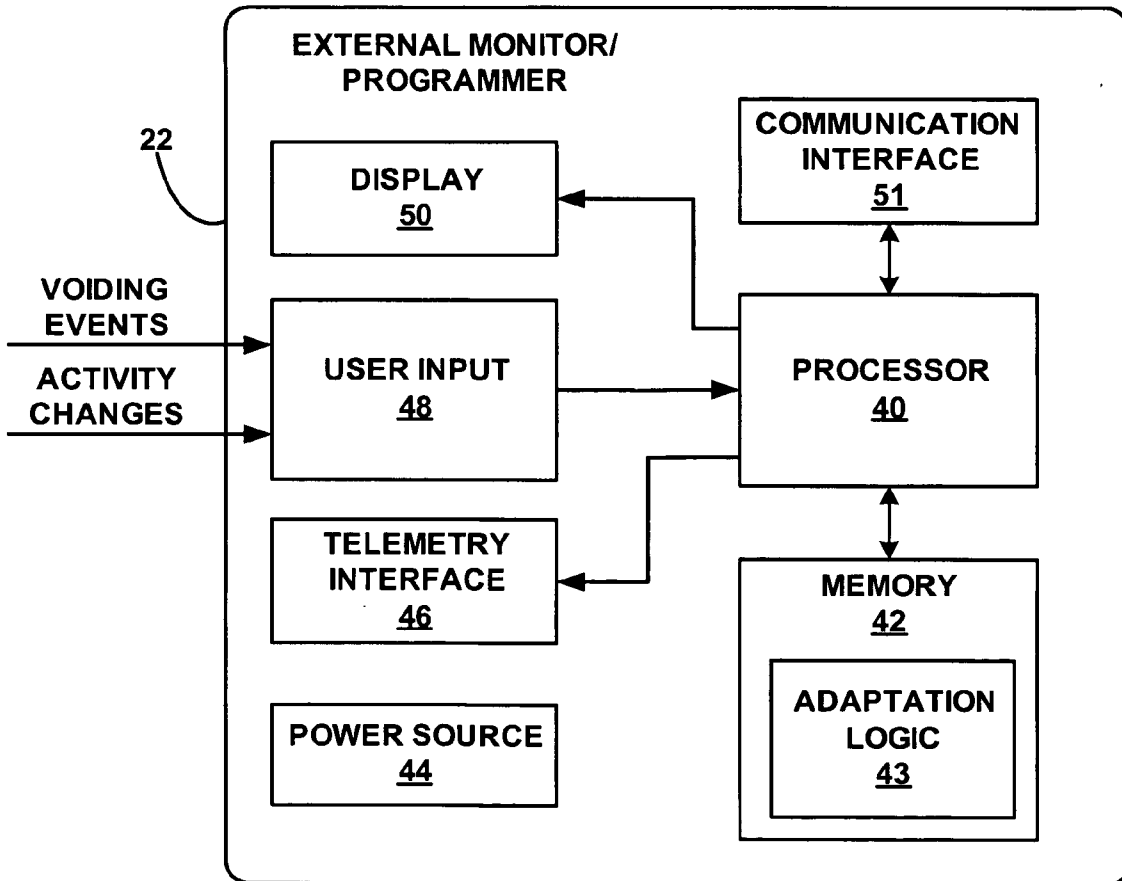 EXTERNAL MONITOR/
PROGRAMMER
22
DISPLAY
50
COMMUNICATION
INTERFACE
51
VOIDING
EVENTS
ACTIVITY
CHANGES
USER INPUT
48
PROCESSOR
40
TELEMETRY
INTERFACE
46
MEMORY
42
ADAPTATION
LOGIC
43
POWER SOURCE
44